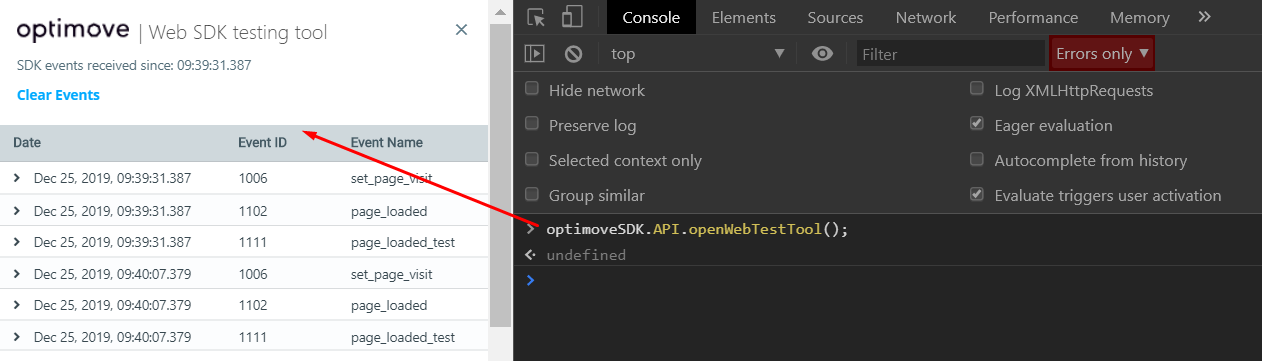 optimove | Web SDK testing tool
SDK events received since: 09:39:31.387
Clear Events
Date Event ID Event Name
Dec 25, 2019, 09:39:31.387 1006 set_page_visit
Dec 25, 2019, 09:39:31.387 1102 page_loaded
Dec 25, 2019, 09:39:31.387 1111 page_loaded_test
Dec 25, 2019, 09:40:07.379 1006 set_page_visit
Dec 25, 2019, 09:40:07.379 1102 page_loaded
Dec 25, 2019, 09:40:07.379 1111 page_loaded_test
Console Elements Sources Network Performance Memory
top Filter Errors only
Hide network Log XMLHttpRequests
Preserve log Eager evaluation
Selected context only Autocomplete from history
Group similar Evaluate triggers user activation
optimoveSDK.API.openWebTestTool();
undefined